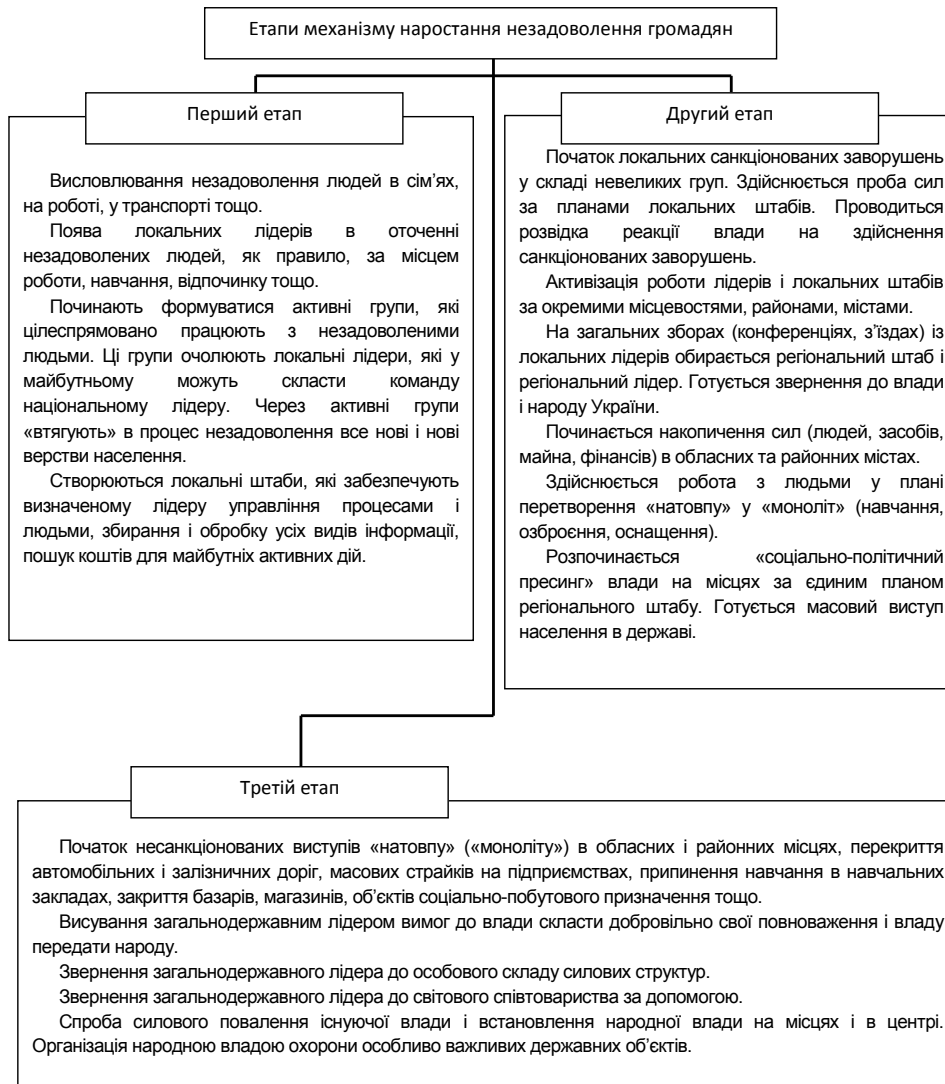 Етапи механізму наростання незадоволення громадян
Перший етап
Висловлювання незадоволення людей в сім’ях,
на роботі, у транспорті тощо.
Поява локальних лідерів в оточенні
незадоволених людей, як правило, за місцем
роботи, навчання, відпочинку тощо.
Починають формуватися активні групи, які
цілеспрямовано працюють з незадоволеними
людьми. Ці групи очолюють локальні лідери, які у
майбутньому можуть скласти команду
національному лідеру. Через активні групи
«втягують» в процес незадоволення все нові і нові
верстви населення.
Створюються локальні штаби, які забезпечують
визначеному лідеру управління процесами і
людьми, збирання і обробку усіх видів інформації,
пошук коштів для майбутніх активних дій.
Другий етап
Початок локальних санкціонованих заворушень
у складі невеликих груп. Здійснюється проба сил
за планами локальних штабів. Проводиться
розвідка реакції влади на здійснення
санкціонованих заворушень.
Активізація роботи лідерів і локальних штабів
за окремими місцевостями, районами, містами.
На загальних зборах (конференціях, з’їздах) із
локальних лідерів обирається регіональний штаб і
регіональний лідер. Готується звернення до влади
і народу України.
Починається накопичення сил (людей, засобів,
майна, фінансів) в обласних та районних містах.
Здійснюється робота з людьми у плані
перетворення «натовпу» у «моноліт» (навчання,
озброєння, оснащення).
Розпочинається «соціально-політичний
пресинг» влади на місцях за єдиним планом
регіонального штабу. Готується масовий виступ
населення в державі.
Третій етап
Початок несанкціонованих виступів «натовпу» («моноліту») в обласних і районних місцях, перекриття
автомобільних і залізничних доріг, масових страйків на підприємствах, припинення навчання в навчальних
закладах, закриття базарів, магазинів, об’єктів соціально-побутового призначення тощо.
Висування загальнодержавним лідером вимог до влади скласти добровільно свої повноваження і владу
передати народу.
Звернення загальнодержавного лідера до особового складу силових структур.
Звернення загальнодержавного лідера до світового співтовариства за допомогою.
Спроба силового повалення існуючої влади і встановлення народної влади на місцях і в центрі.
Організація народною владою охорони особливо важливих державних об’єктів.